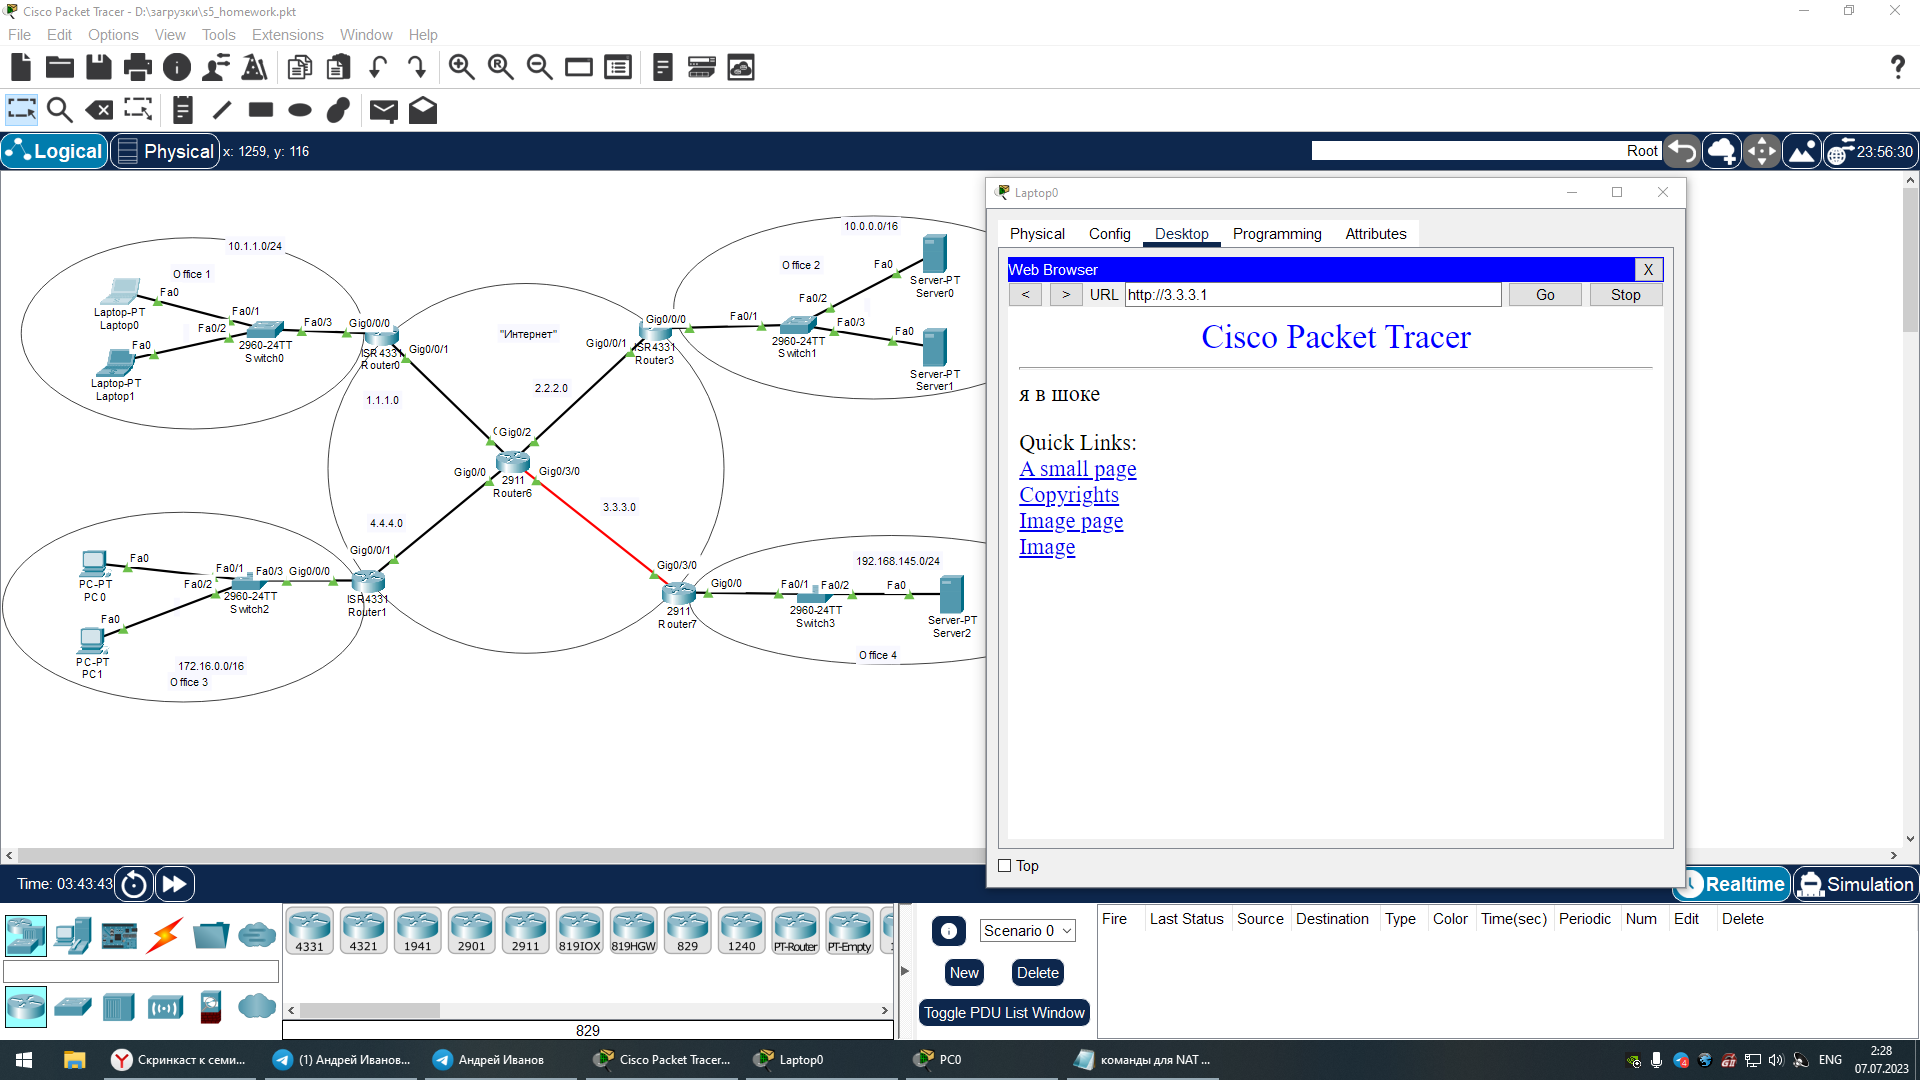 Cisco Packet Tracer - D:\загрузки\s5_homework.pkt
File Edit Options View Tools Extensions Window Help
Logical Physical x: 1259, y: 116 Root 23:56:30
10.1.1.0/24
Office 1
Fa0
Laptop-PT
Laptop0
Fa0/1
Fa0/2
Fa0/3
Gig0/0/0
2960-24TT
Switch0
Fa0
Laptop-PT
Laptop1
ISR4331
Router0
Gig0/0/1
"Интернет"
1.1.1.0
2.2.2.0
10.0.0.0/16
Office 2
Fa0
Server-PT
Server0
Fa0/2
Fa0/1
Fa0/3
Gig0/0/0
Gig0/0/1
ISR4331
Router3
2960-24TT
Switch1
Fa0
Server-PT
Server1
Gig0/2
Gig0/0
Gig0/3/0
2911
Router6
3.3.3.0
4.4.4.0
Gig0/0/1
Fa0
PC-PT
PC0
Fa0/1
Fa0/3
Gig0/0/0
Fa0/2
2960-24TT
Switch2
ISR4331
Router1
Fa0
PC-PT
PC1
172.16.0.0/16
Office 3
Gig0/3/0
Gig0/0
2911
Router7
192.168.145.0/24
Fa0/1
Fa0/2
Fa0
2960-24TT
Switch3
Server-PT
Server2
Office 4
Laptop0
Physical Config Desktop Programming Attributes
Web Browser X
< > URL http://3.3.3.1 Go Stop
Cisco Packet Tracer
я в шоке
Quick Links:
A small page
Copyrights
Image page
Image
Top
Time: 03:43:43 Realtime Simulation
4331 4321 1941 2901 2911 819IOX 819HGW 829 1240 PT-Router PT-Empty
829
Scenario 0
New Delete
Toggle PDU List Window
Fire Last Status Source Destination Type Color Time(sec) Periodic Num Edit Delete
Скринкаст к семи... (1) Андрей Иванов... Андрей Иванов Cisco Packet Tracer... Laptop0 PC0 команды для NAT ... ENG
2:28
07.07.2023